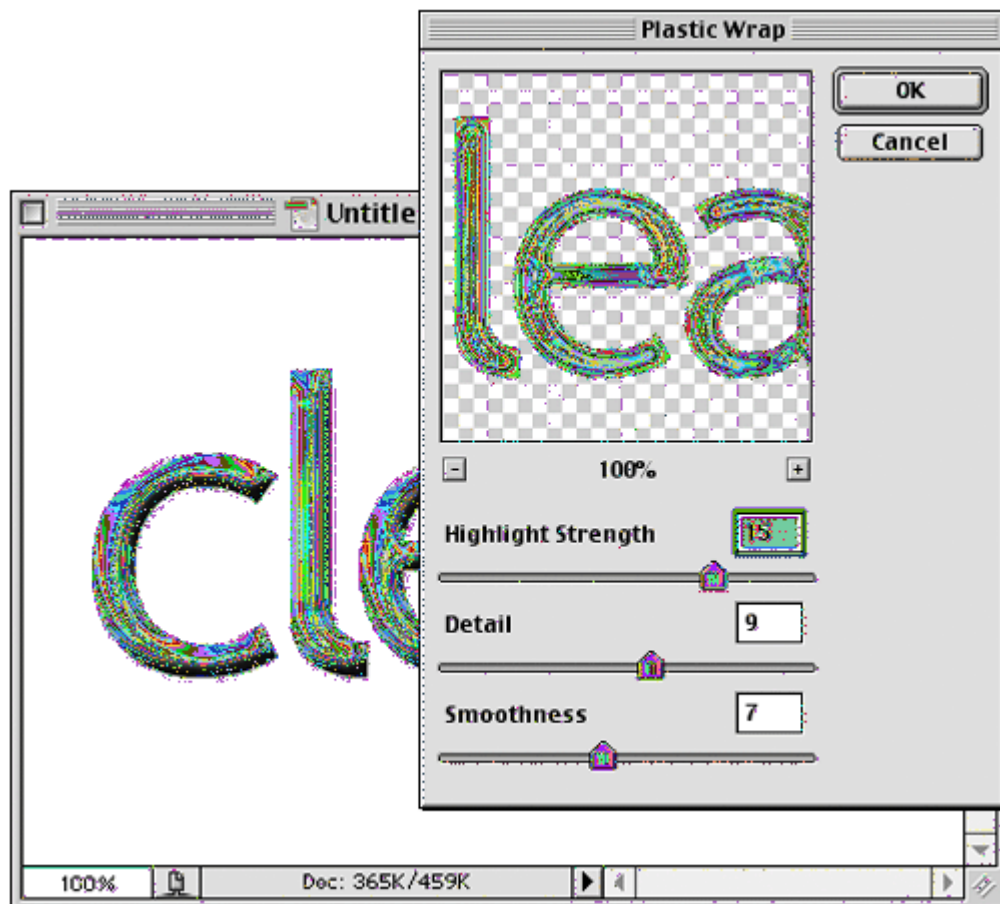 Plastic Wrap
OK
Cancel
lea
100%
Highlight Strength 15
Detail 9
Smoothness 7
Untitle
cle
100% Doc: 365K/459K